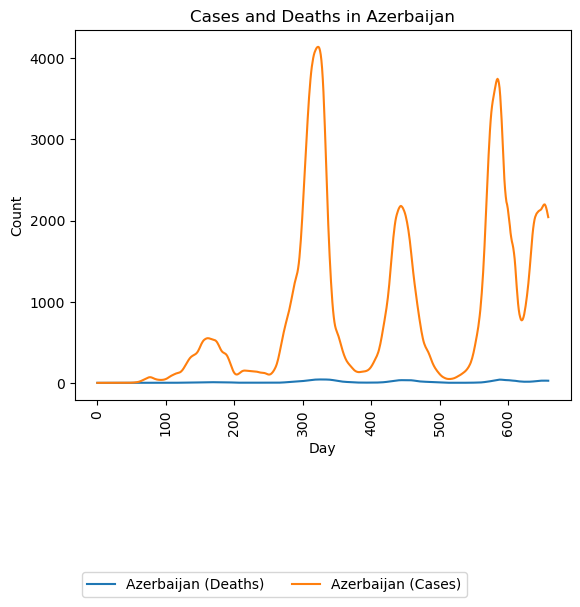 Cases and Deaths in Azerbaijan
Count
4000
3000
2000
1000
0
0 100 200 300 400 500 600
Day
Azerbaijan (Deaths) Azerbaijan (Cases)